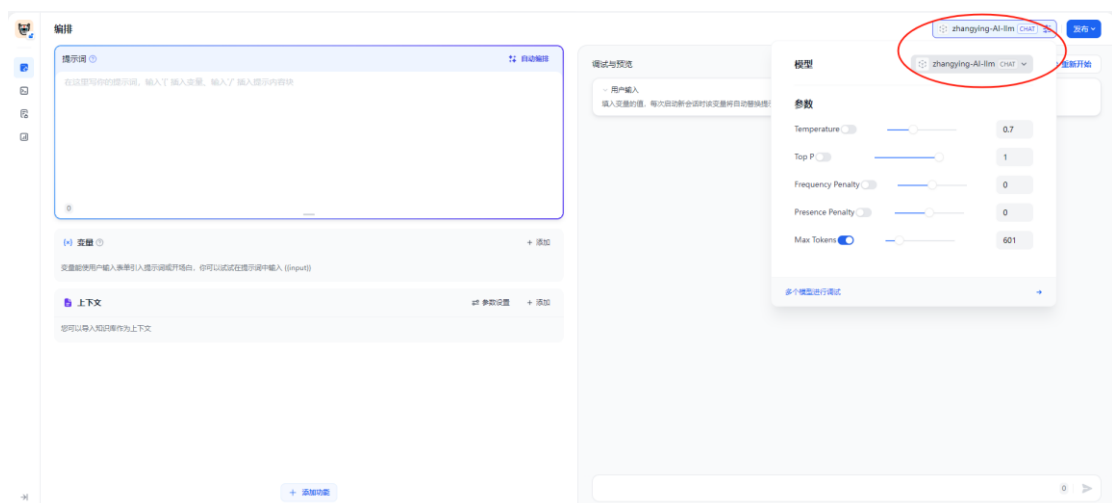 编排
zhangying-AI-llm CHAT
发布
提示词
自动编排
在这里写你的提示词，输入'{' 插入变量、输入'/' 插入提示内容块
0
变量
+ 添加
变量能使用户输入表单引入提示词或开场白，你可以试试在提示词中输入 {{input}}
上下文
参数设置
+ 添加
您可以导入知识库作为上下文
+ 添加功能
调试与预览
重新开始
用户输入
填入变量的值，每次启动新会话时该变量将自动替换提示
模型
zhangying-AI-llm CHAT
参数
Temperature 0.7
Top P 1
Frequency Penalty 0
Presence Penalty 0
Max Tokens 601
多个模型进行调试
0